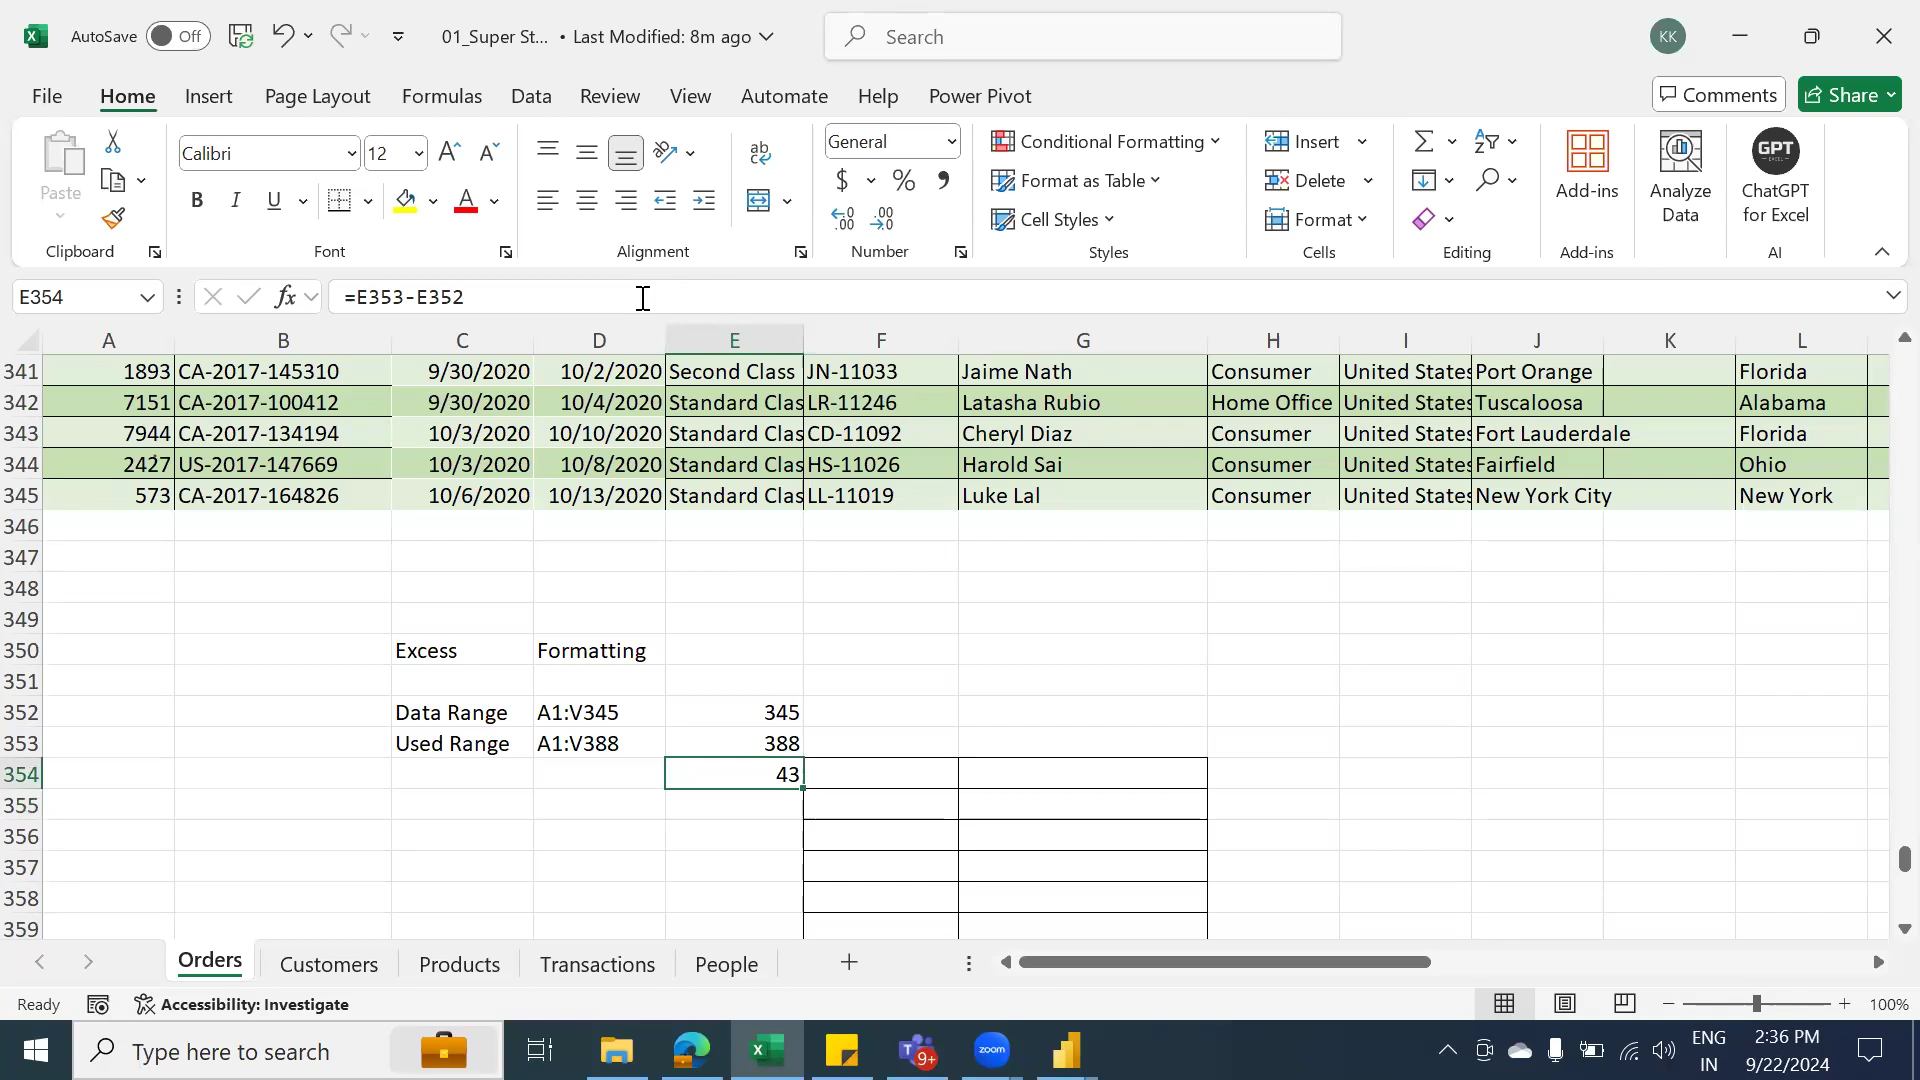 AutoSave Off 01_Super St... • Last Modified: 8m ago Search KK
File Home Insert Page Layout Formulas Data Review View Automate Help Power Pivot Comments Share
Paste Calibri 12 General Conditional Formatting Insert Add-ins Analyze Data GPT EXCEL ChatGPT for Excel
B I U A ab $ % , Format as Table Delete
.00 Cell Styles Format
Clipboard Font Alignment Number Styles Cells Editing Add-ins AI
E354 fx =E353-E352
A B C D E F G H I J K L
341 1893 CA-2017-145310 9/30/2020 10/2/2020 Second Class JN-11033 Jaime Nath Consumer United States Port Orange Florida
342 7151 CA-2017-100412 9/30/2020 10/4/2020 Standard Clas LR-11246 Latasha Rubio Home Office United States Tuscaloosa Alabama
343 7944 CA-2017-134194 10/3/2020 10/10/2020 Standard Clas CD-11092 Cheryl Diaz Consumer United States Fort Lauderdale Florida
344 2427 US-2017-147669 10/3/2020 10/8/2020 Standard Clas HS-11026 Harold Sai Consumer United States Fairfield Ohio
345 573 CA-2017-164826 10/6/2020 10/13/2020 Standard Clas LL-11019 Luke Lal Consumer United States New York City New York
346
347
348
349
350 Excess Formatting
351
352 Data Range A1:V345 345
353 Used Range A1:V388 388
354 43
355
356
357
358
359
Orders Customers Products Transactions People
Ready Accessibility: Investigate 100%
Type here to search 9+ zoom ENG IN 2:36 PM 9/22/2024